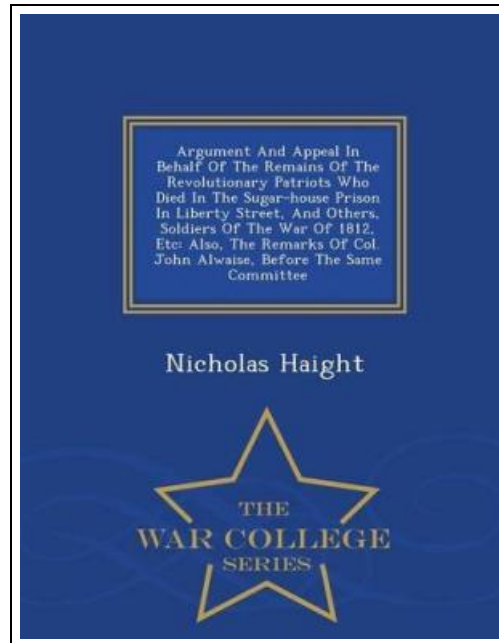 Argument And Appeal In
Behalf Of The Remains Of The
Revolutionary Patriots Who
Died In The Sugar-house Prison
In Liberty Street, And Others,
Soldiers Of The War Of 1812,
Etc: Also, The Remarks Of Col.
John Alwaise, Before The Same
Committee
Nicholas Haight
THE
WAR COLLEGE
SERIES